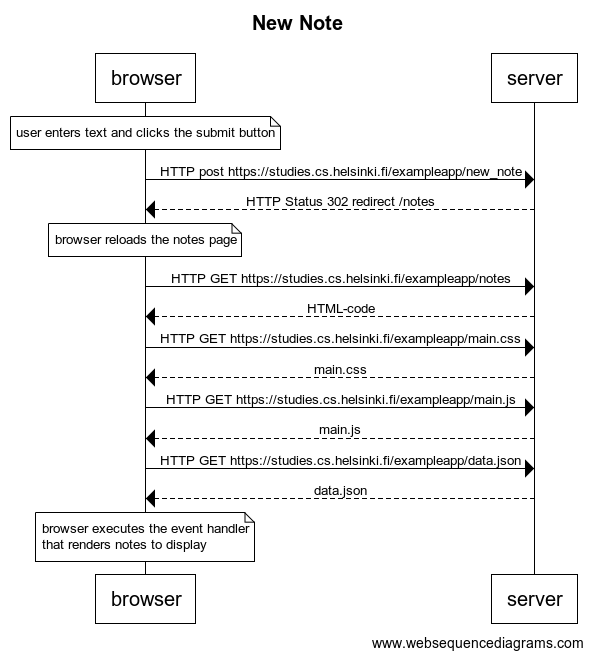 New Note
browser
server
user enters text and clicks the submit button
HTTP post https://studies.cs.helsinki.fi/exampleapp/new_note
HTTP Status 302 redirect /notes
browser reloads the notes page
HTTP GET https://studies.cs.helsinki.fi/exampleapp/notes
HTML-code
HTTP GET https://studies.cs.helsinki.fi/exampleapp/main.css
main.css
HTTP GET https://studies.cs.helsinki.fi/exampleapp/main.js
main.js
HTTP GET https://studies.cs.helsinki.fi/exampleapp/data.json
data.json
browser executes the event handler
that renders notes to display
browser
server
www.websequencediagrams.com